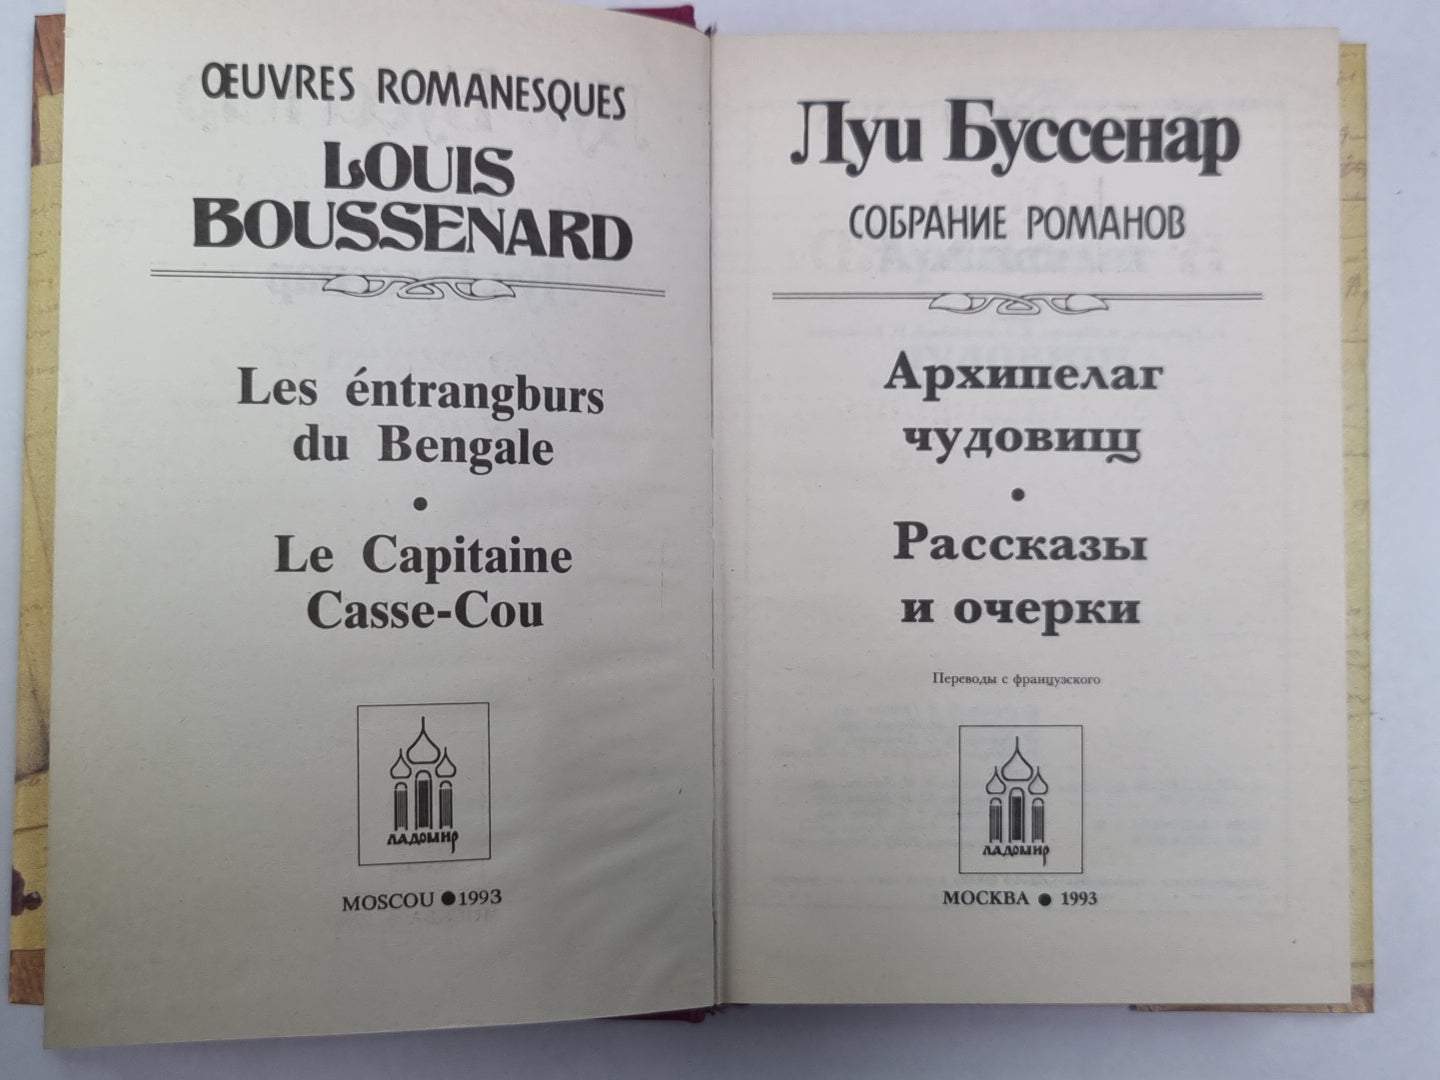 ŒUVRES ROMANESQUES
LOUIS
BOUSSENARD
Les éntrangburs
du Bengale
•
Le Capitaine
Casse-Cou
ЛАДОМИР
MOSCOU ● 1993
Луи Буссенар
СОБРАНИЕ РОМАНОВ
Архипелаг
чудовищ
•
Рассказы
и очерки
Переводы с французского
ЛАДОМИР
МОСКВА ● 1993